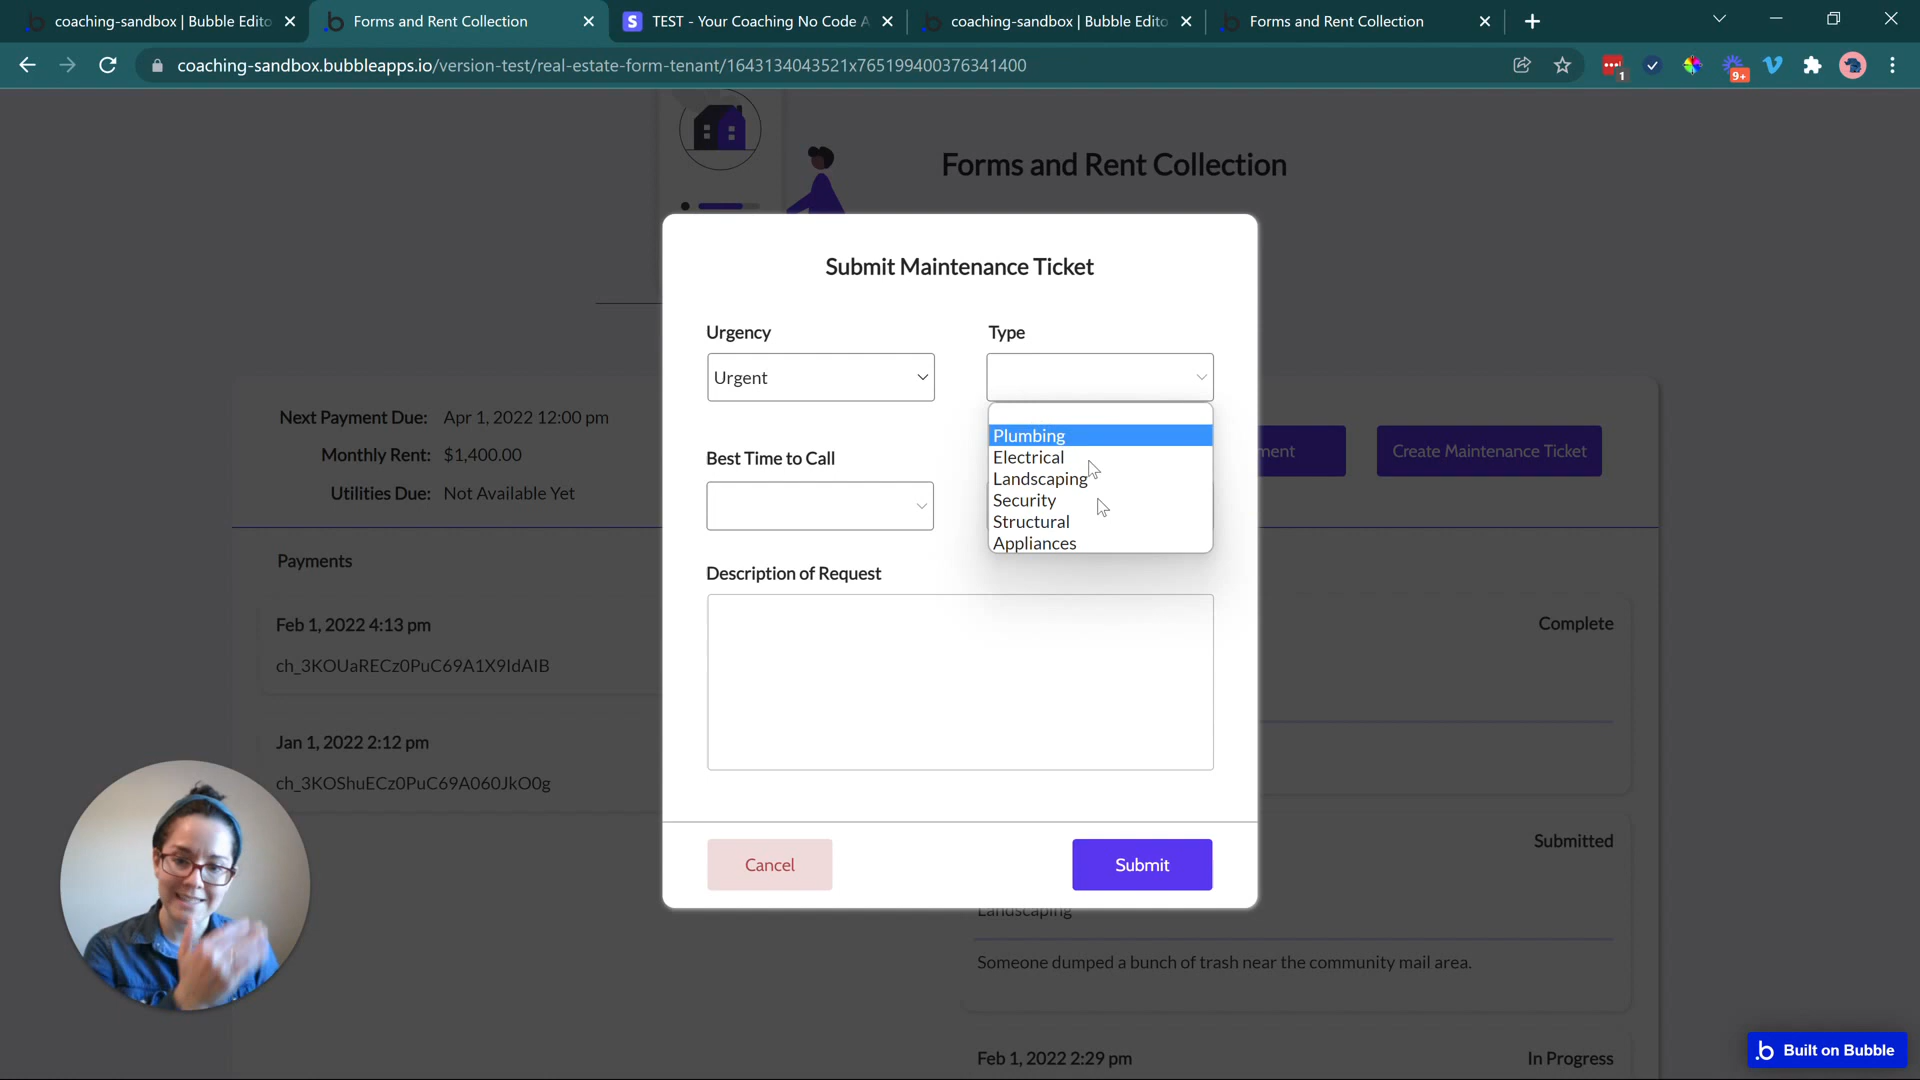 coaching-sandbox | Bubble Edito
Forms and Rent Collection
TEST - Your Coaching No Code A
coaching-sandbox | Bubble Edito
Forms and Rent Collection
coaching-sandbox.bubbleapps.io/version-test/real-estate-form-tenant/1643134043521x765199400376341400
1
9+
Forms and Rent Collection
Submit Maintenance Ticket
Urgency
Type
Urgent
Next Payment Due: Apr 1, 2022 12:00 pm
Monthly Rent: $1,400.00
Utilities Due: Not Available Yet
ment
Create Maintenance Ticket
Plumbing
Electrical
Landscaping
Security
Structural
Appliances
Best Time to Call
Description of Request
Payments
Feb 1, 2022 4:13 pm
ch_3KOUaRECz0PuC69A1X9IdAIB
Jan 1, 2022 2:12 pm
ch_3KOShuECz0PuC69A060JkO0g
Complete
Cancel
Submit
Submitted
Landscaping
Someone dumped a bunch of trash near the community mail area.
Feb 1, 2022 2:29 pm
In Progress
Built on Bubble